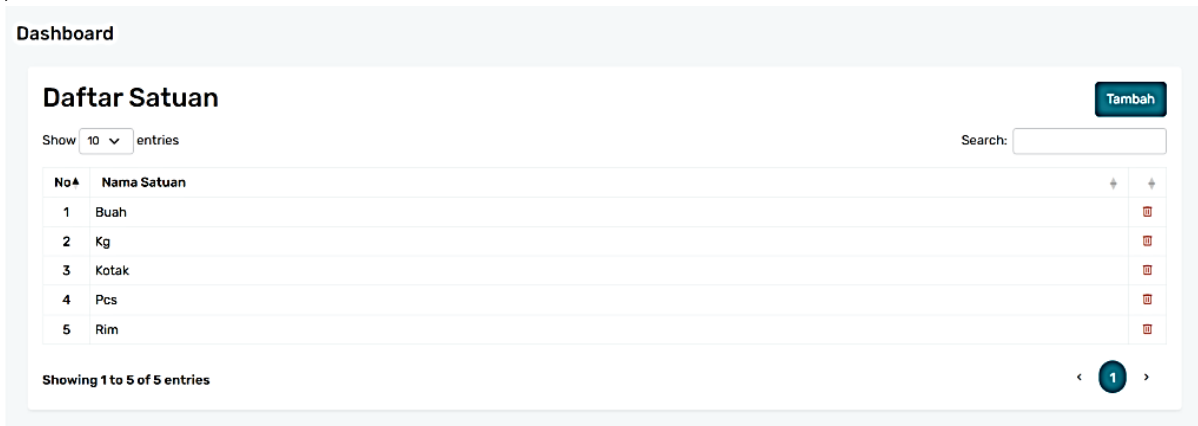 Dashboard
Daftar Satuan
Tambah
Show 10 entries
Search:
No Nama Satuan
1 Buah
2 Kg
3 Kotak
4 Pcs
5 Rim
Showing 1 to 5 of 5 entries
‹ 1 ›